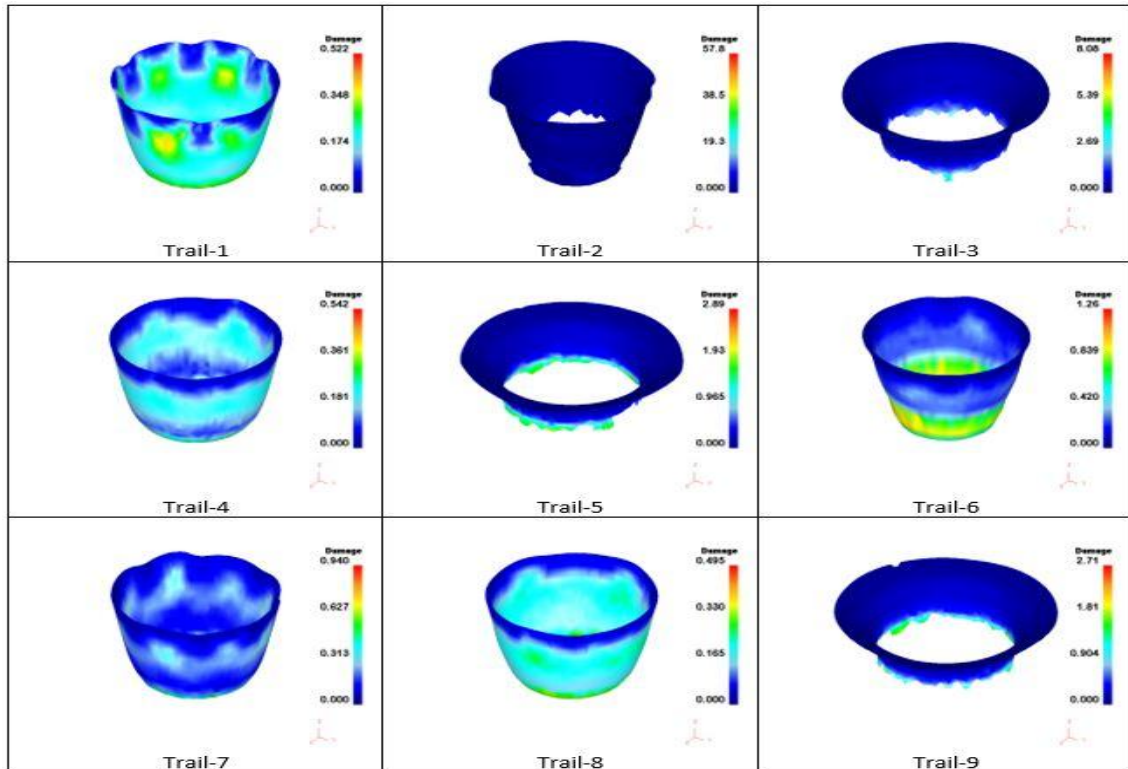 Damage
0.522
0.348
0.174
0.000
Trail-1
Damage
57.8
38.5
19.3
0.000
Trail-2
Damage
8.08
5.39
2.69
0.000
Trail-3
Damage
0.542
0.361
0.181
0.000
Trail-4
Damage
2.89
1.93
0.965
0.000
Trail-5
Damage
1.26
0.839
0.420
0.000
Trail-6
Damage
0.940
0.627
0.313
0.000
Trail-7
Damage
0.495
0.330
0.165
0.000
Trail-8
Damage
2.71
1.81
0.904
0.000
Trail-9